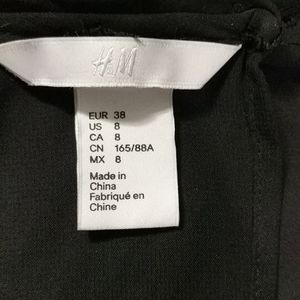 H&M
EUR 38
US 8
CA 8
CN 165/88A
MX 8
Made in
China
Fabriqué en
Chine